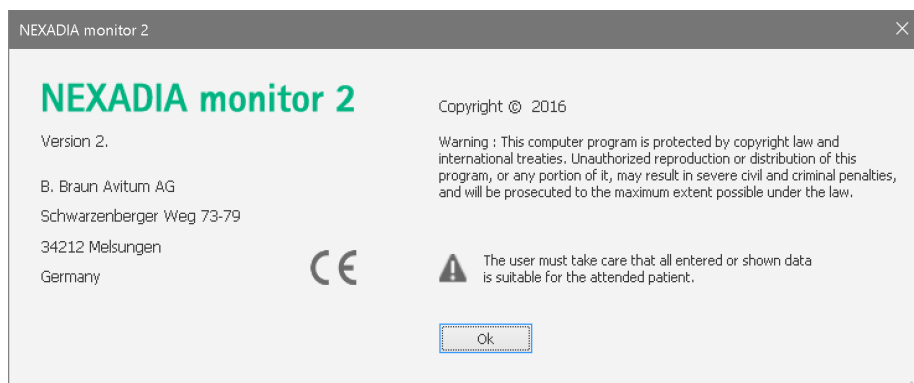 NEXADIA monitor 2
NEXADIA monitor 2
Version 2.
B. Braun Avitum AG
Schwarzenberger Weg 73-79
34212 Melsungen
Germany
CE
Copyright © 2016
Warning : This computer program is protected by copyright law and
international treaties. Unauthorized reproduction or distribution of this
program, or any portion of it, may result in severe civil and criminal penalties,
and will be prosecuted to the maximum extent possible under the law.
The user must take care that all entered or shown data
is suitable for the attended patient.
Ok